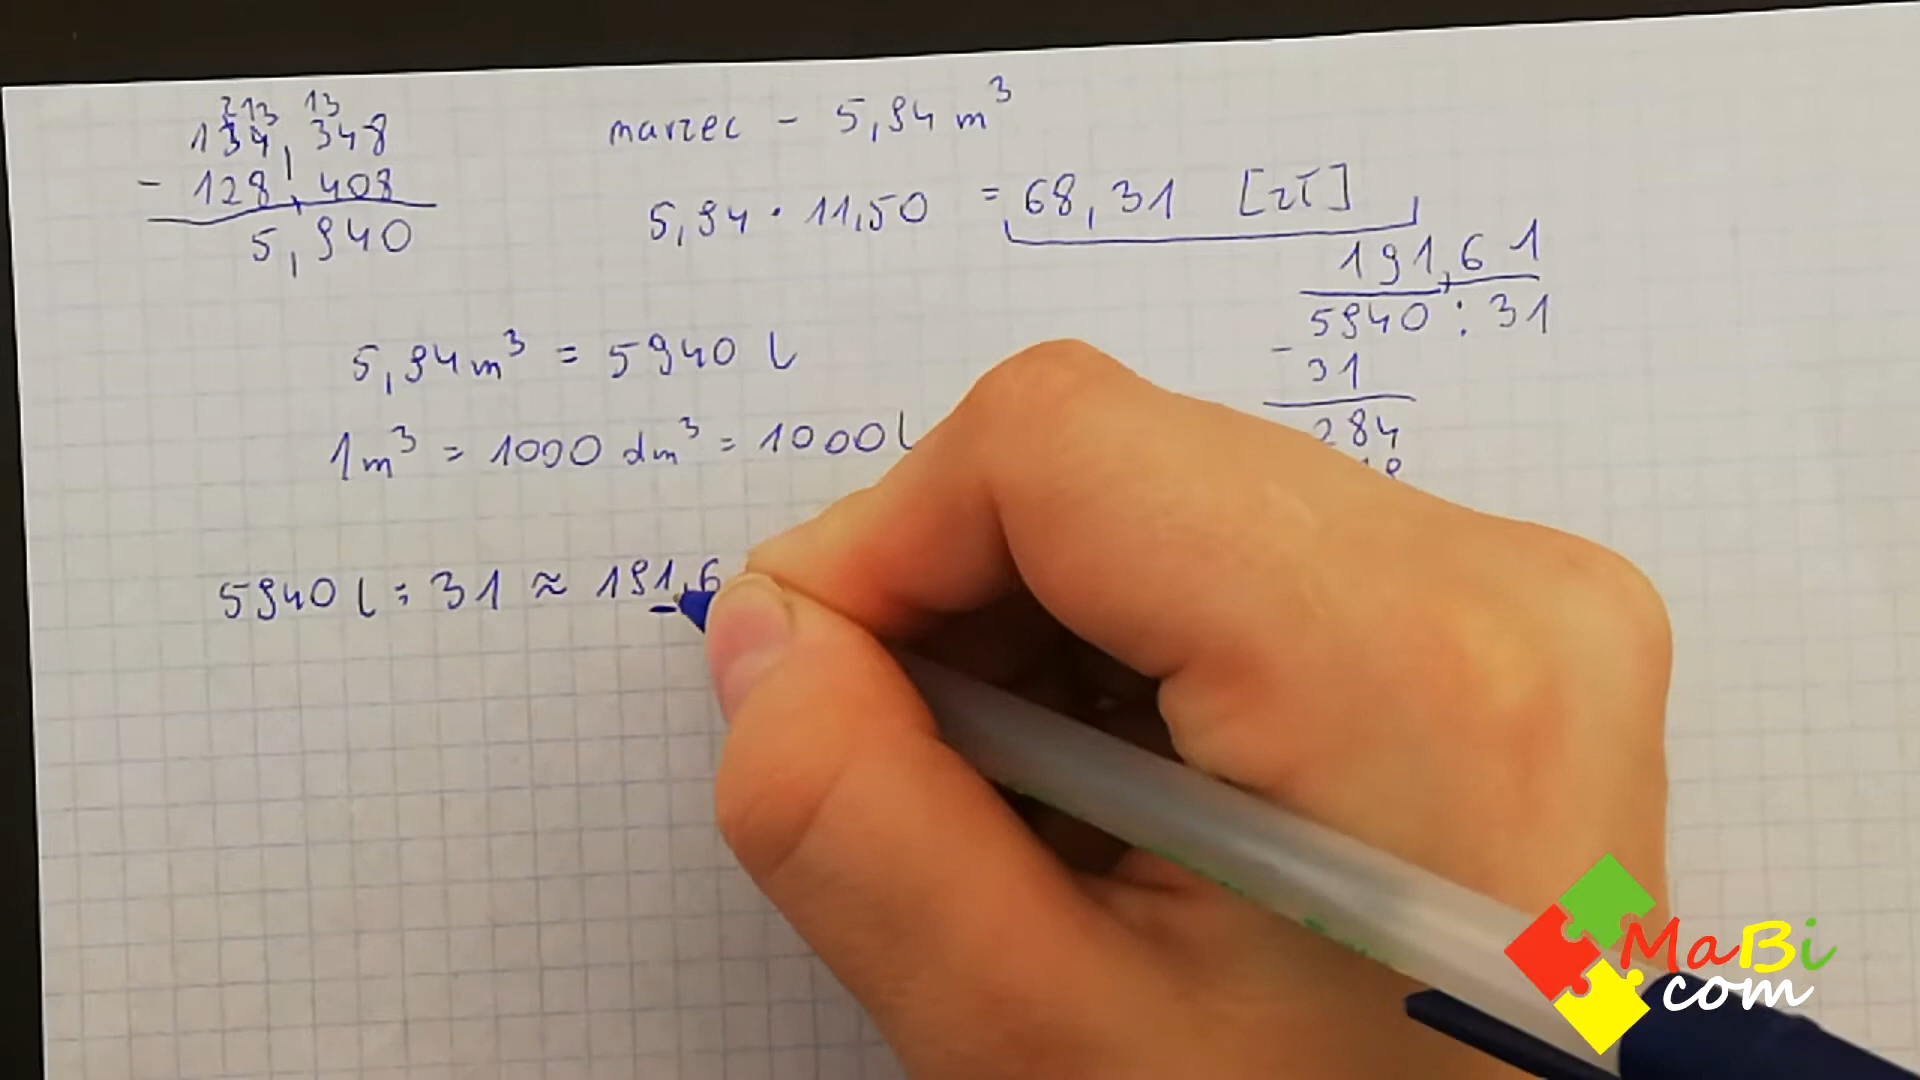 213 13
134,348
- 128,408
5,940
marzec - 5,94 m³
5,94 · 11,50 = 68,31 [zł]
5,94 m³ = 5940 l
1 m³ = 1000 dm³ = 1000 l
191,61
5940 : 31
- 31
284
5940 l : 31 ≈ 191,6
MaBi
com